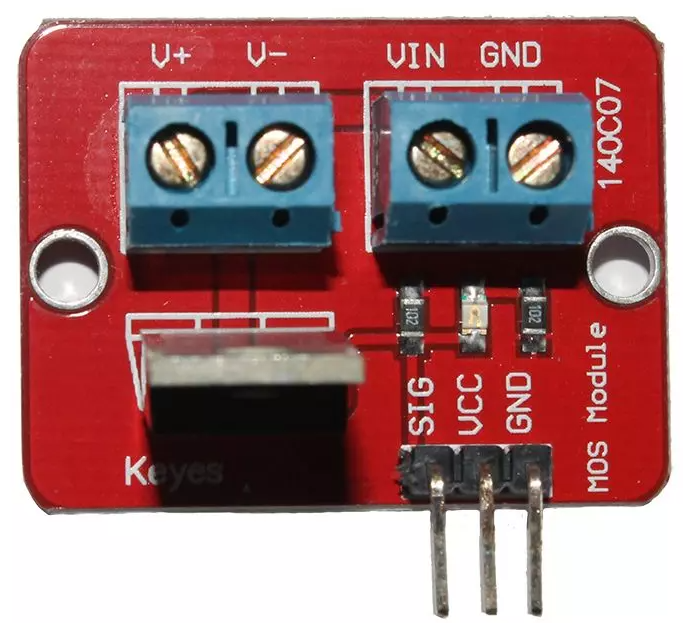 V+ V- VIN GND
140C07
102 102
SIG VCC GND
MOS Module
Keyes